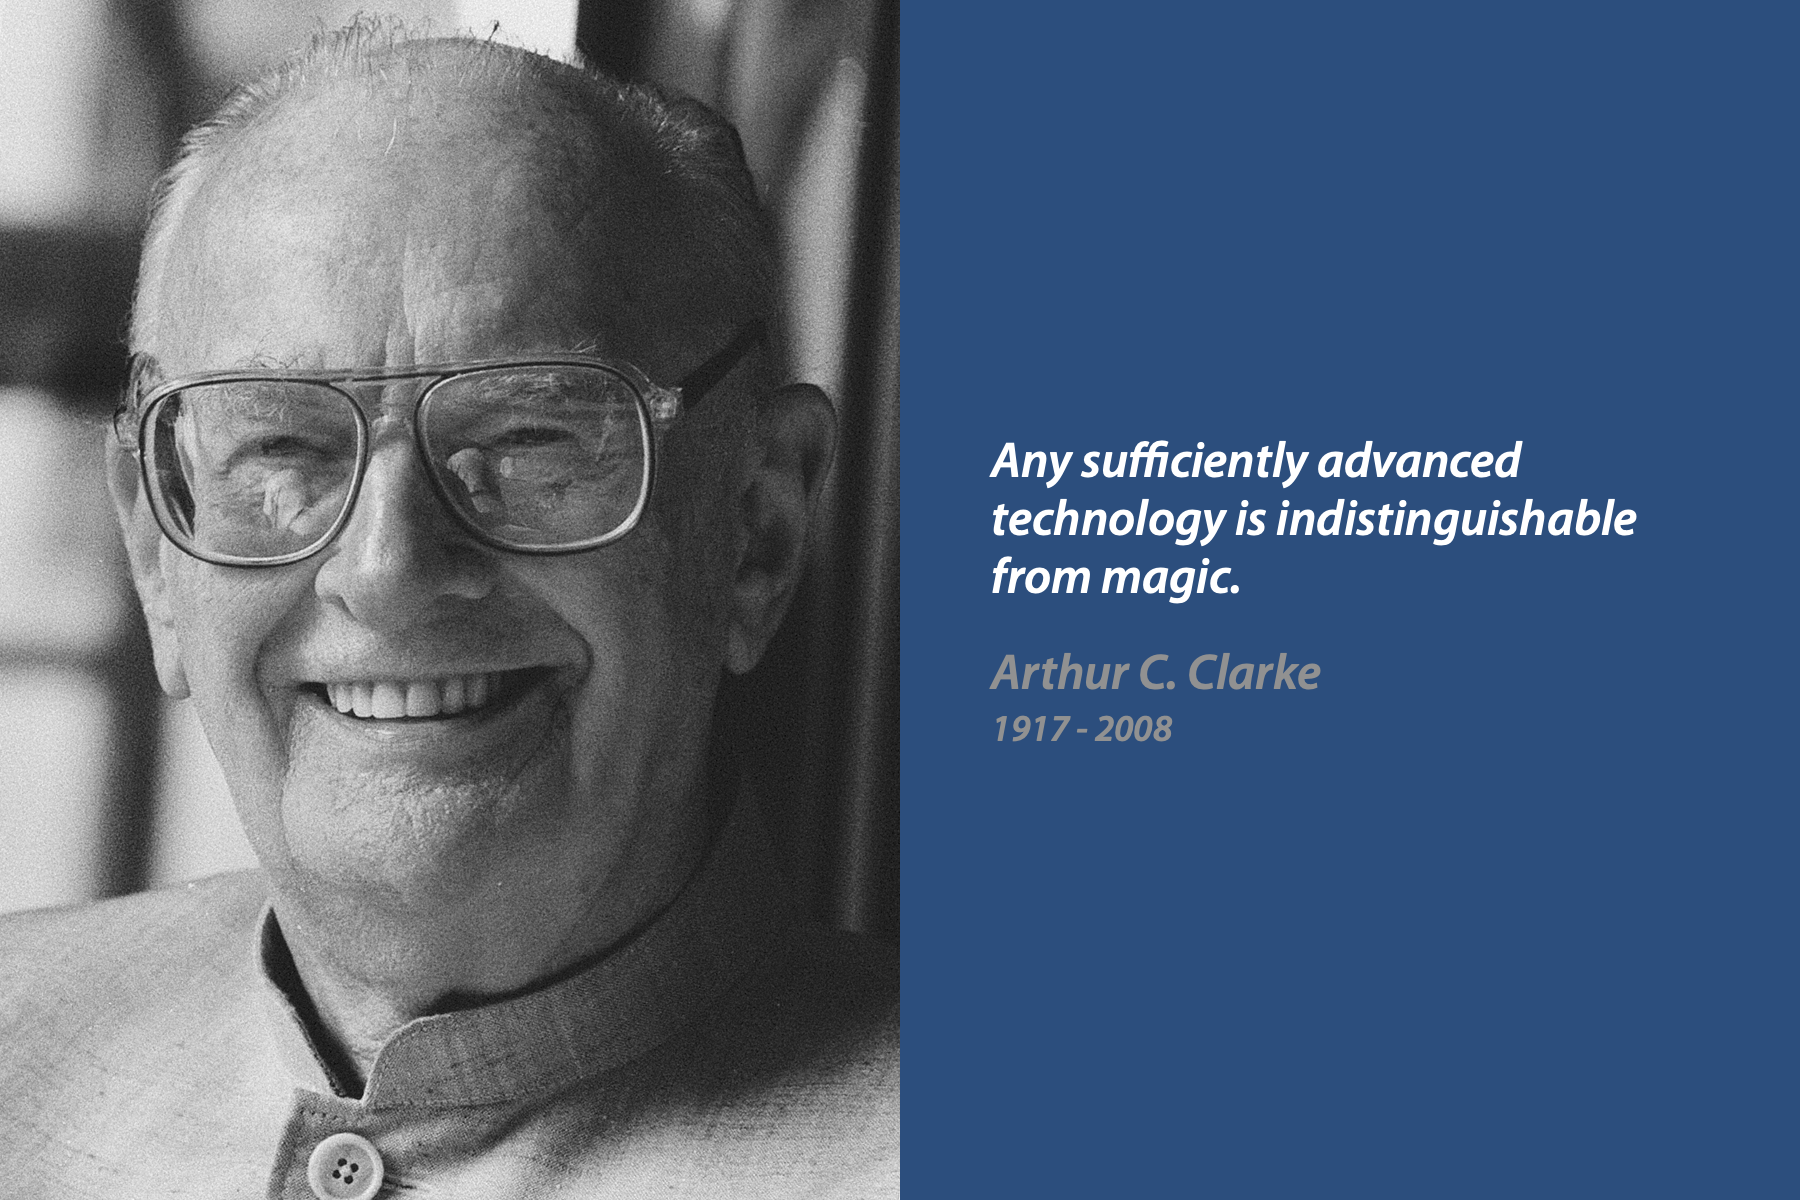 Any sufficiently advanced
technology is indistinguishable
from magic.
Arthur C. Clarke
1917 - 2008